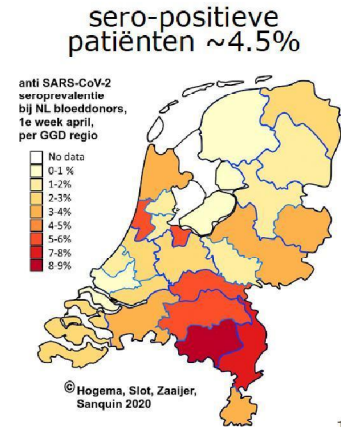 sero-positieve
patiënten ~4.5%
anti SARS-CoV-2
seroprevalentie
bij NL bloeddonors,
1e week april,
per GGD regio
No data
0-1 %
1-2%
2-3%
3-4%
4-5%
5-6%
7-8%
8-9%
© Hogema, Slot, Zaaijer,
Sanquin 2020